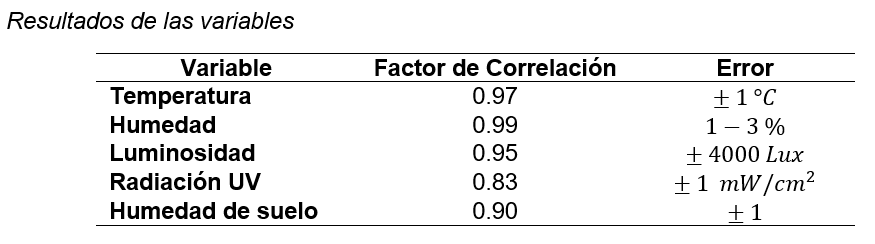 Resultados de las variables
Variable Factor de Correlación Error
Temperatura 0.97 ± 1 °C
Humedad 0.99 1 − 3 %
Luminosidad 0.95 ± 4000 Lux
Radiación UV 0.83 ± 1 mW/cm²
Humedad de suelo 0.90 ± 1